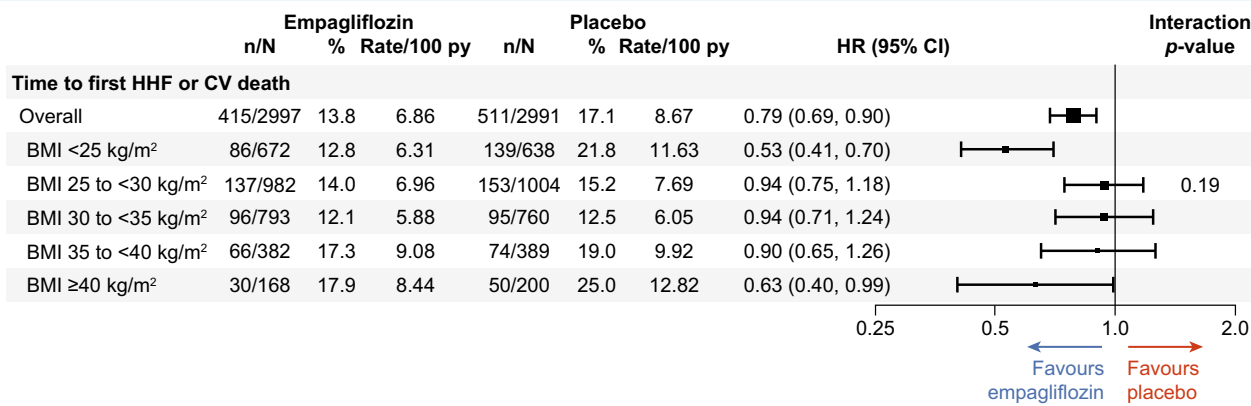 Empagliflozin Placebo Interaction
n/N % Rate/100 py n/N % Rate/100 py HR (95% CI) p-value
Time to first HHF or CV death
Overall 415/2997 13.8 6.86 511/2991 17.1 8.67 0.79 (0.69, 0.90)
BMI <25 kg/m² 86/672 12.8 6.31 139/638 21.8 11.63 0.53 (0.41, 0.70)
BMI 25 to <30 kg/m² 137/982 14.0 6.96 153/1004 15.2 7.69 0.94 (0.75, 1.18) 0.19
BMI 30 to <35 kg/m² 96/793 12.1 5.88 95/760 12.5 6.05 0.94 (0.71, 1.24)
BMI 35 to <40 kg/m² 66/382 17.3 9.08 74/389 19.0 9.92 0.90 (0.65, 1.26)
BMI ≥40 kg/m² 30/168 17.9 8.44 50/200 25.0 12.82 0.63 (0.40, 0.99)
0.25 0.5 1.0 2.0
Favours Favours
empagliflozin placebo